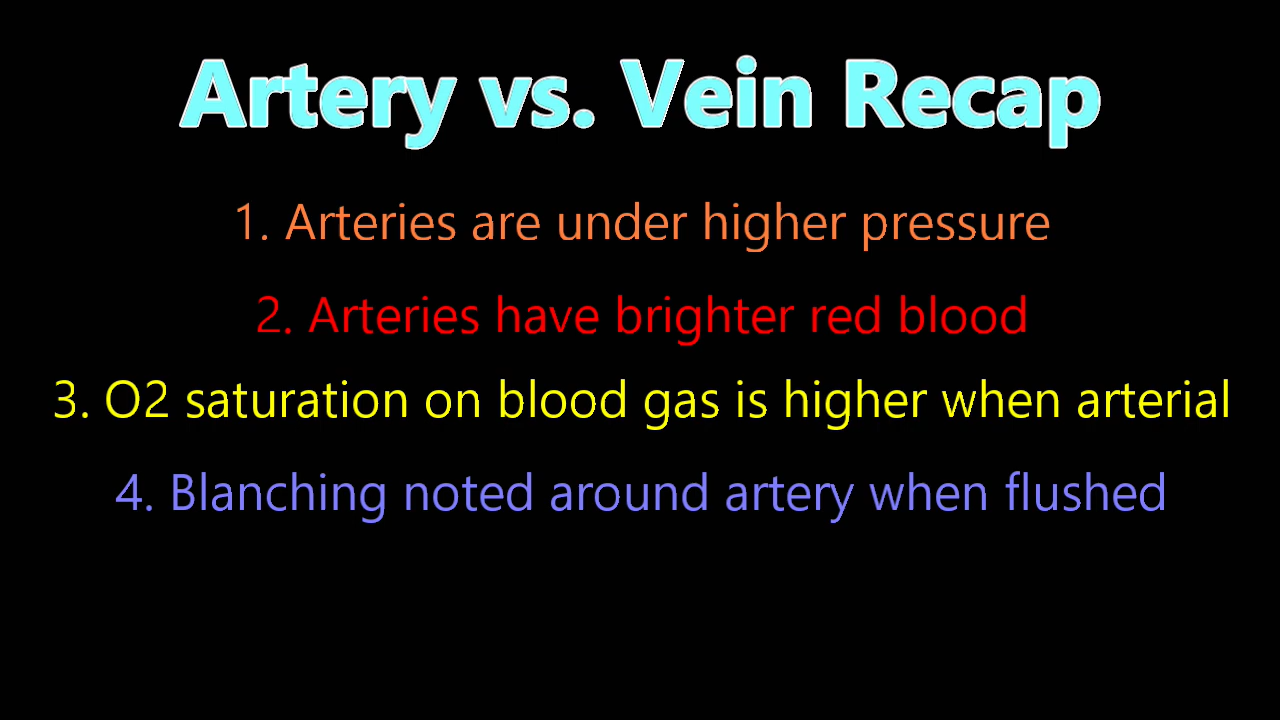 Artery vs. Vein Recap
1. Arteries are under higher pressure
2. Arteries have brighter red blood
3. O2 saturation on blood gas is higher when arterial
4. Blanching noted around artery when flushed